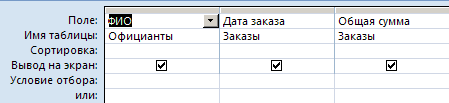 Поле: ФИО Дата заказа Общая сумма
Имя таблицы: Официанты Заказы Заказы
Сортировка:
Вывод на экран:
Условие отбора:
или: